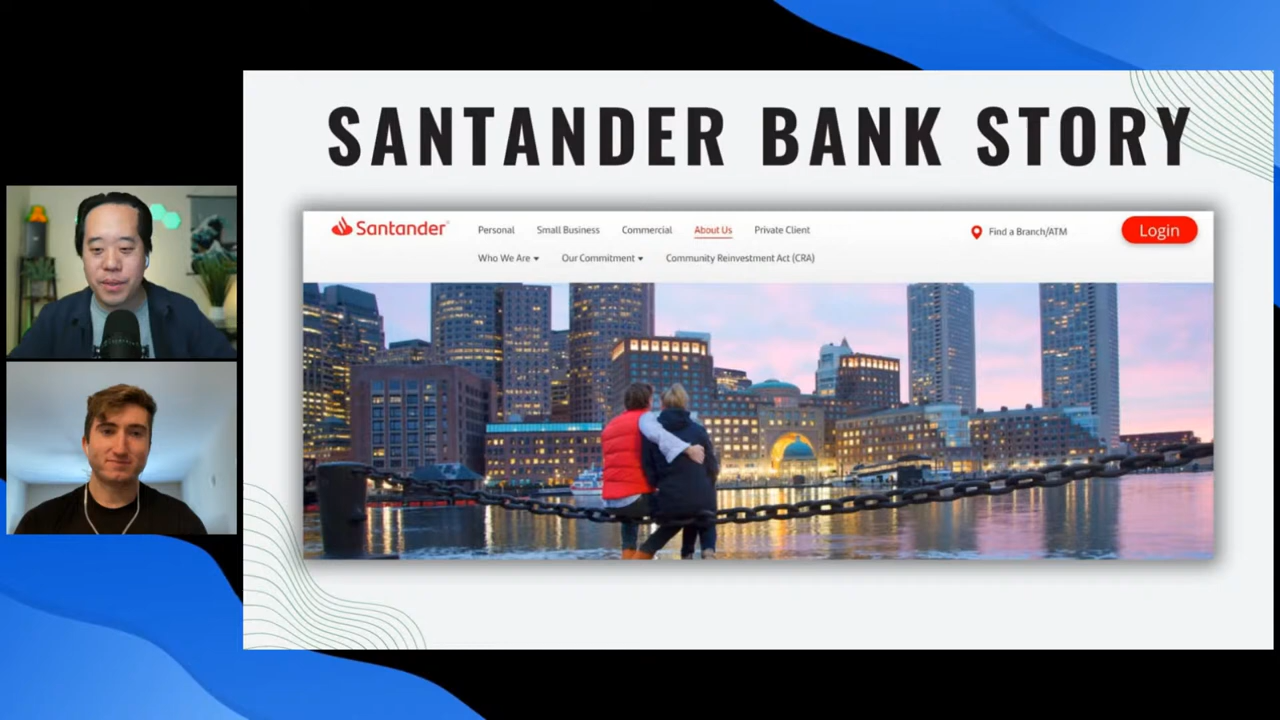 SANTANDER BANK STORY
Santander
Personal Small Business Commercial About Us Private Client
Find a Branch/ATM
Login
Who We Are Our Commitment Community Reinvestment Act (CRA)